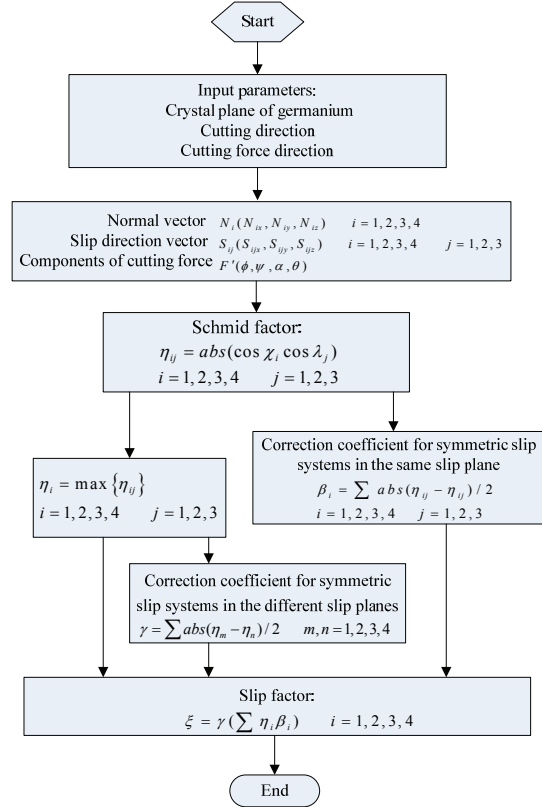 Start
Input parameters:
Crystal plane of germanium
Cutting direction
Cutting force direction
Normal vector N_i(N_ix, N_iy, N_iz) i = 1,2,3,4
Slip direction vector S_ij(S_ijx, S_ijy, S_ijz) i = 1,2,3,4 j = 1,2,3
Components of cutting force F'(ϕ,ψ,α,θ)
Schmid factor:
η_ij = abs(cos χ_i cos λ_j)
i = 1,2,3,4 j = 1,2,3
η_i = max {η_ij}
i = 1,2,3,4 j = 1,2,3
Correction coefficient for symmetric slip
systems in the same slip plane
β_i = ∑ abs(η_ij − η_ij) / 2
i = 1,2,3,4 j = 1,2,3
Correction coefficient for symmetric
slip systems in the different slip planes
γ = ∑abs(η_m − η_n) / 2 m,n = 1,2,3,4
Slip factor:
ξ = γ (∑ η_i β_i) i = 1,2,3,4
End